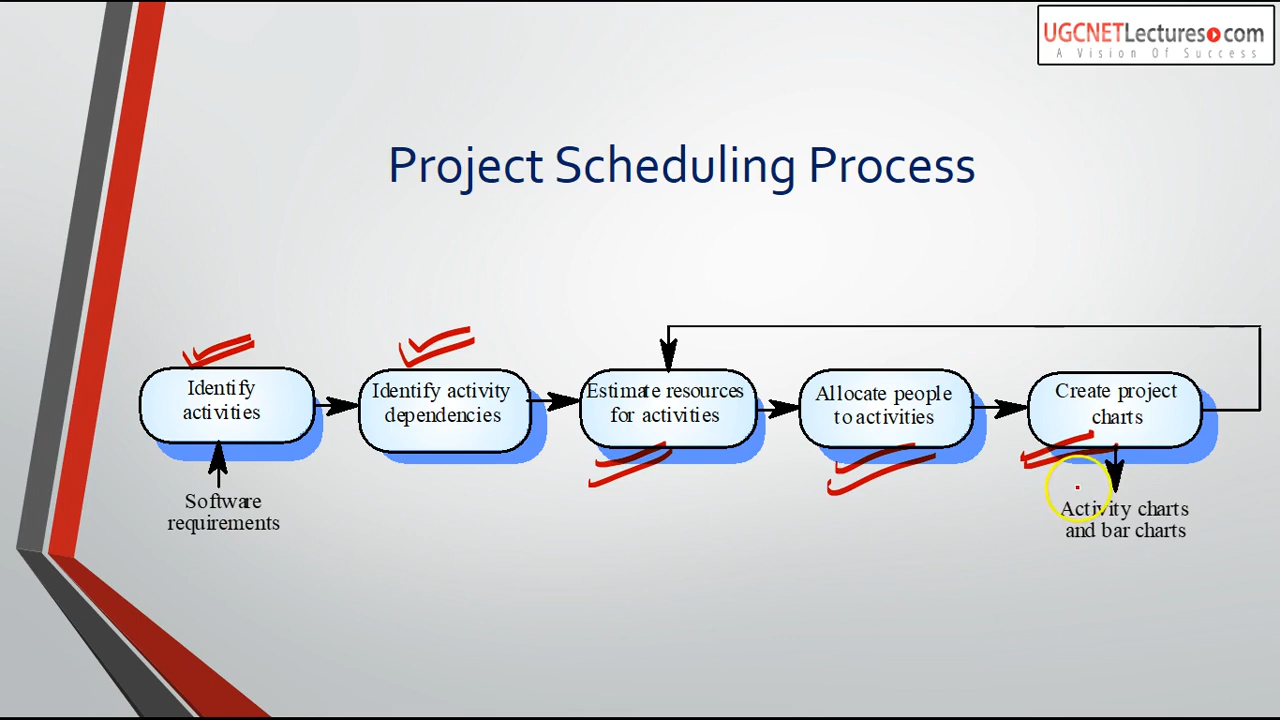 UGCNETLectures.com
A Vision Of Success
Project Scheduling Process
Identify
activities
Identify activity
dependencies
Estimate resources
for activities
Allocate people
to activities
Create project
charts
Software
requirements
Activity charts
and bar charts